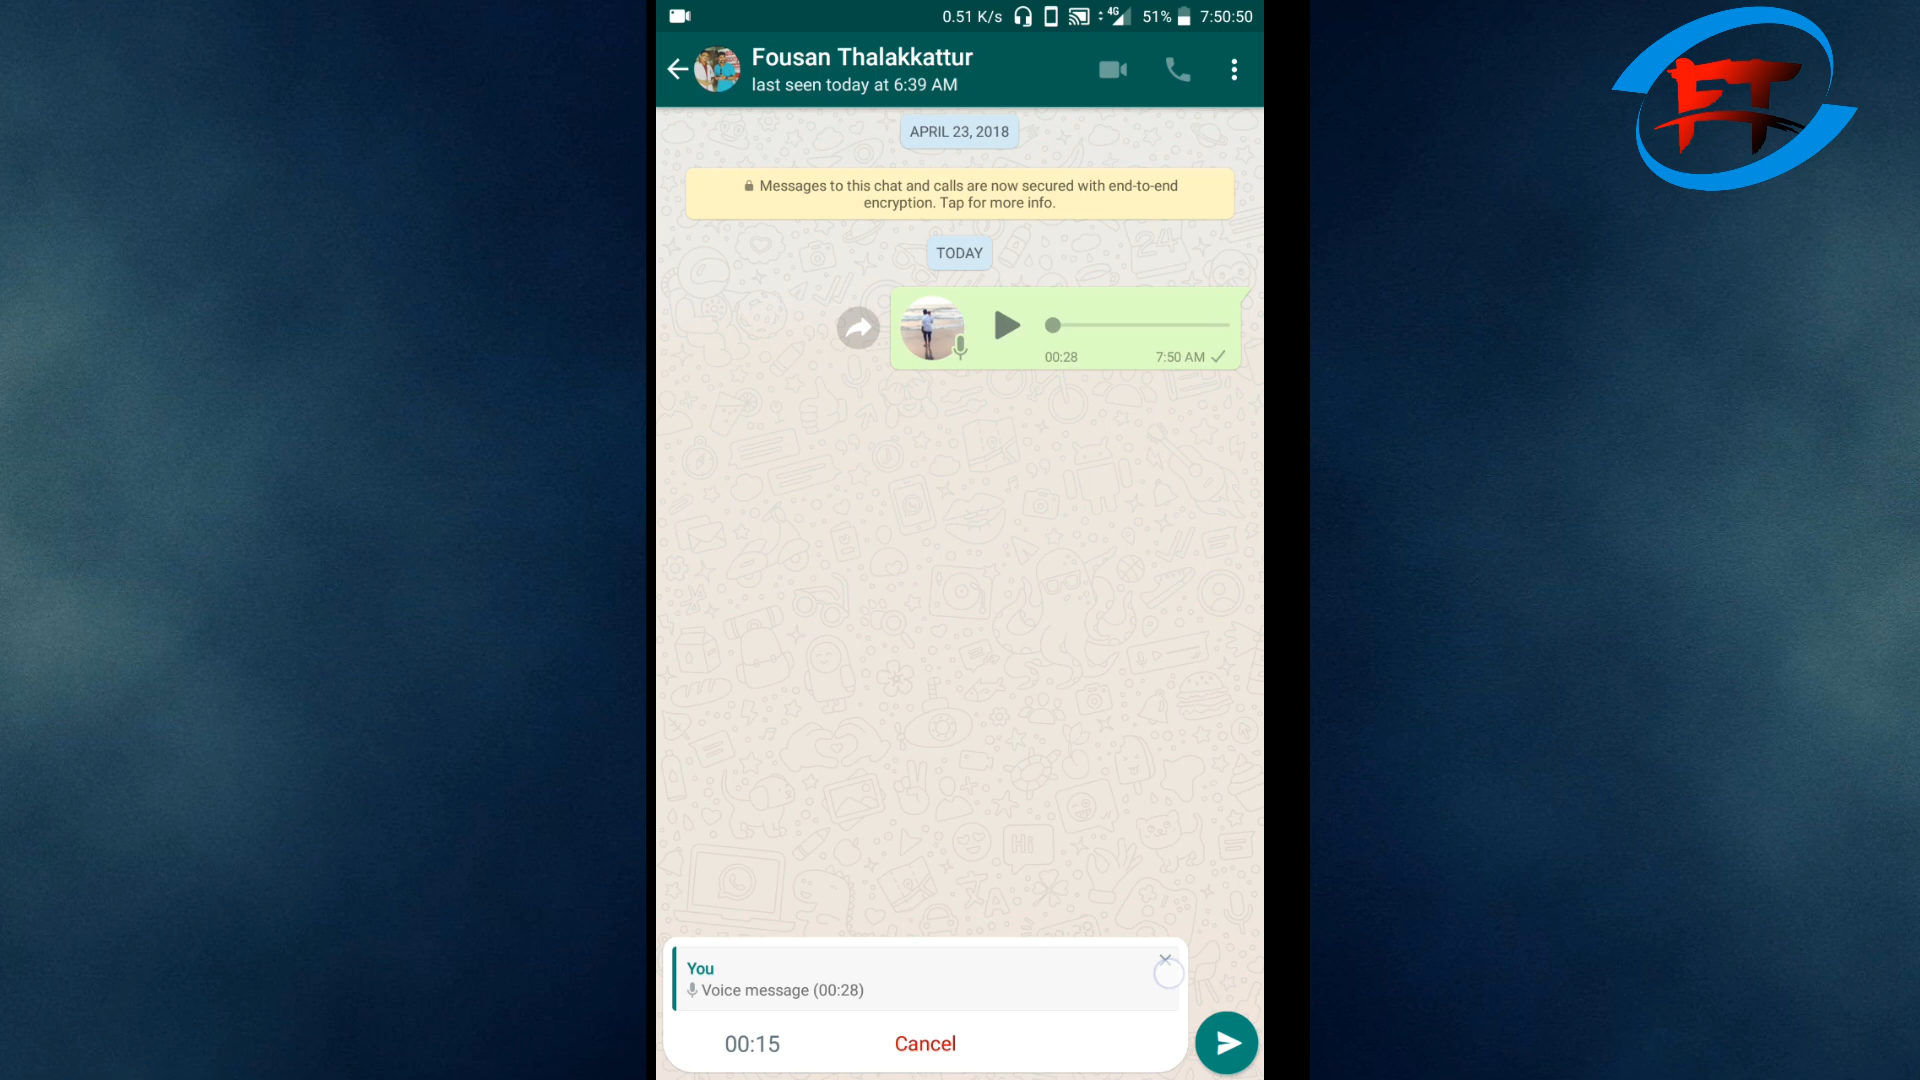 0.51 K/s 4G 51% 7:50:50
Fousan Thalakkattur
last seen today at 6:39 AM
APRIL 23, 2018
Messages to this chat and calls are now secured with end-to-end
encryption. Tap for more info.
TODAY
00:28 7:50 AM
You
Voice message (00:28)
00:15 Cancel
FT